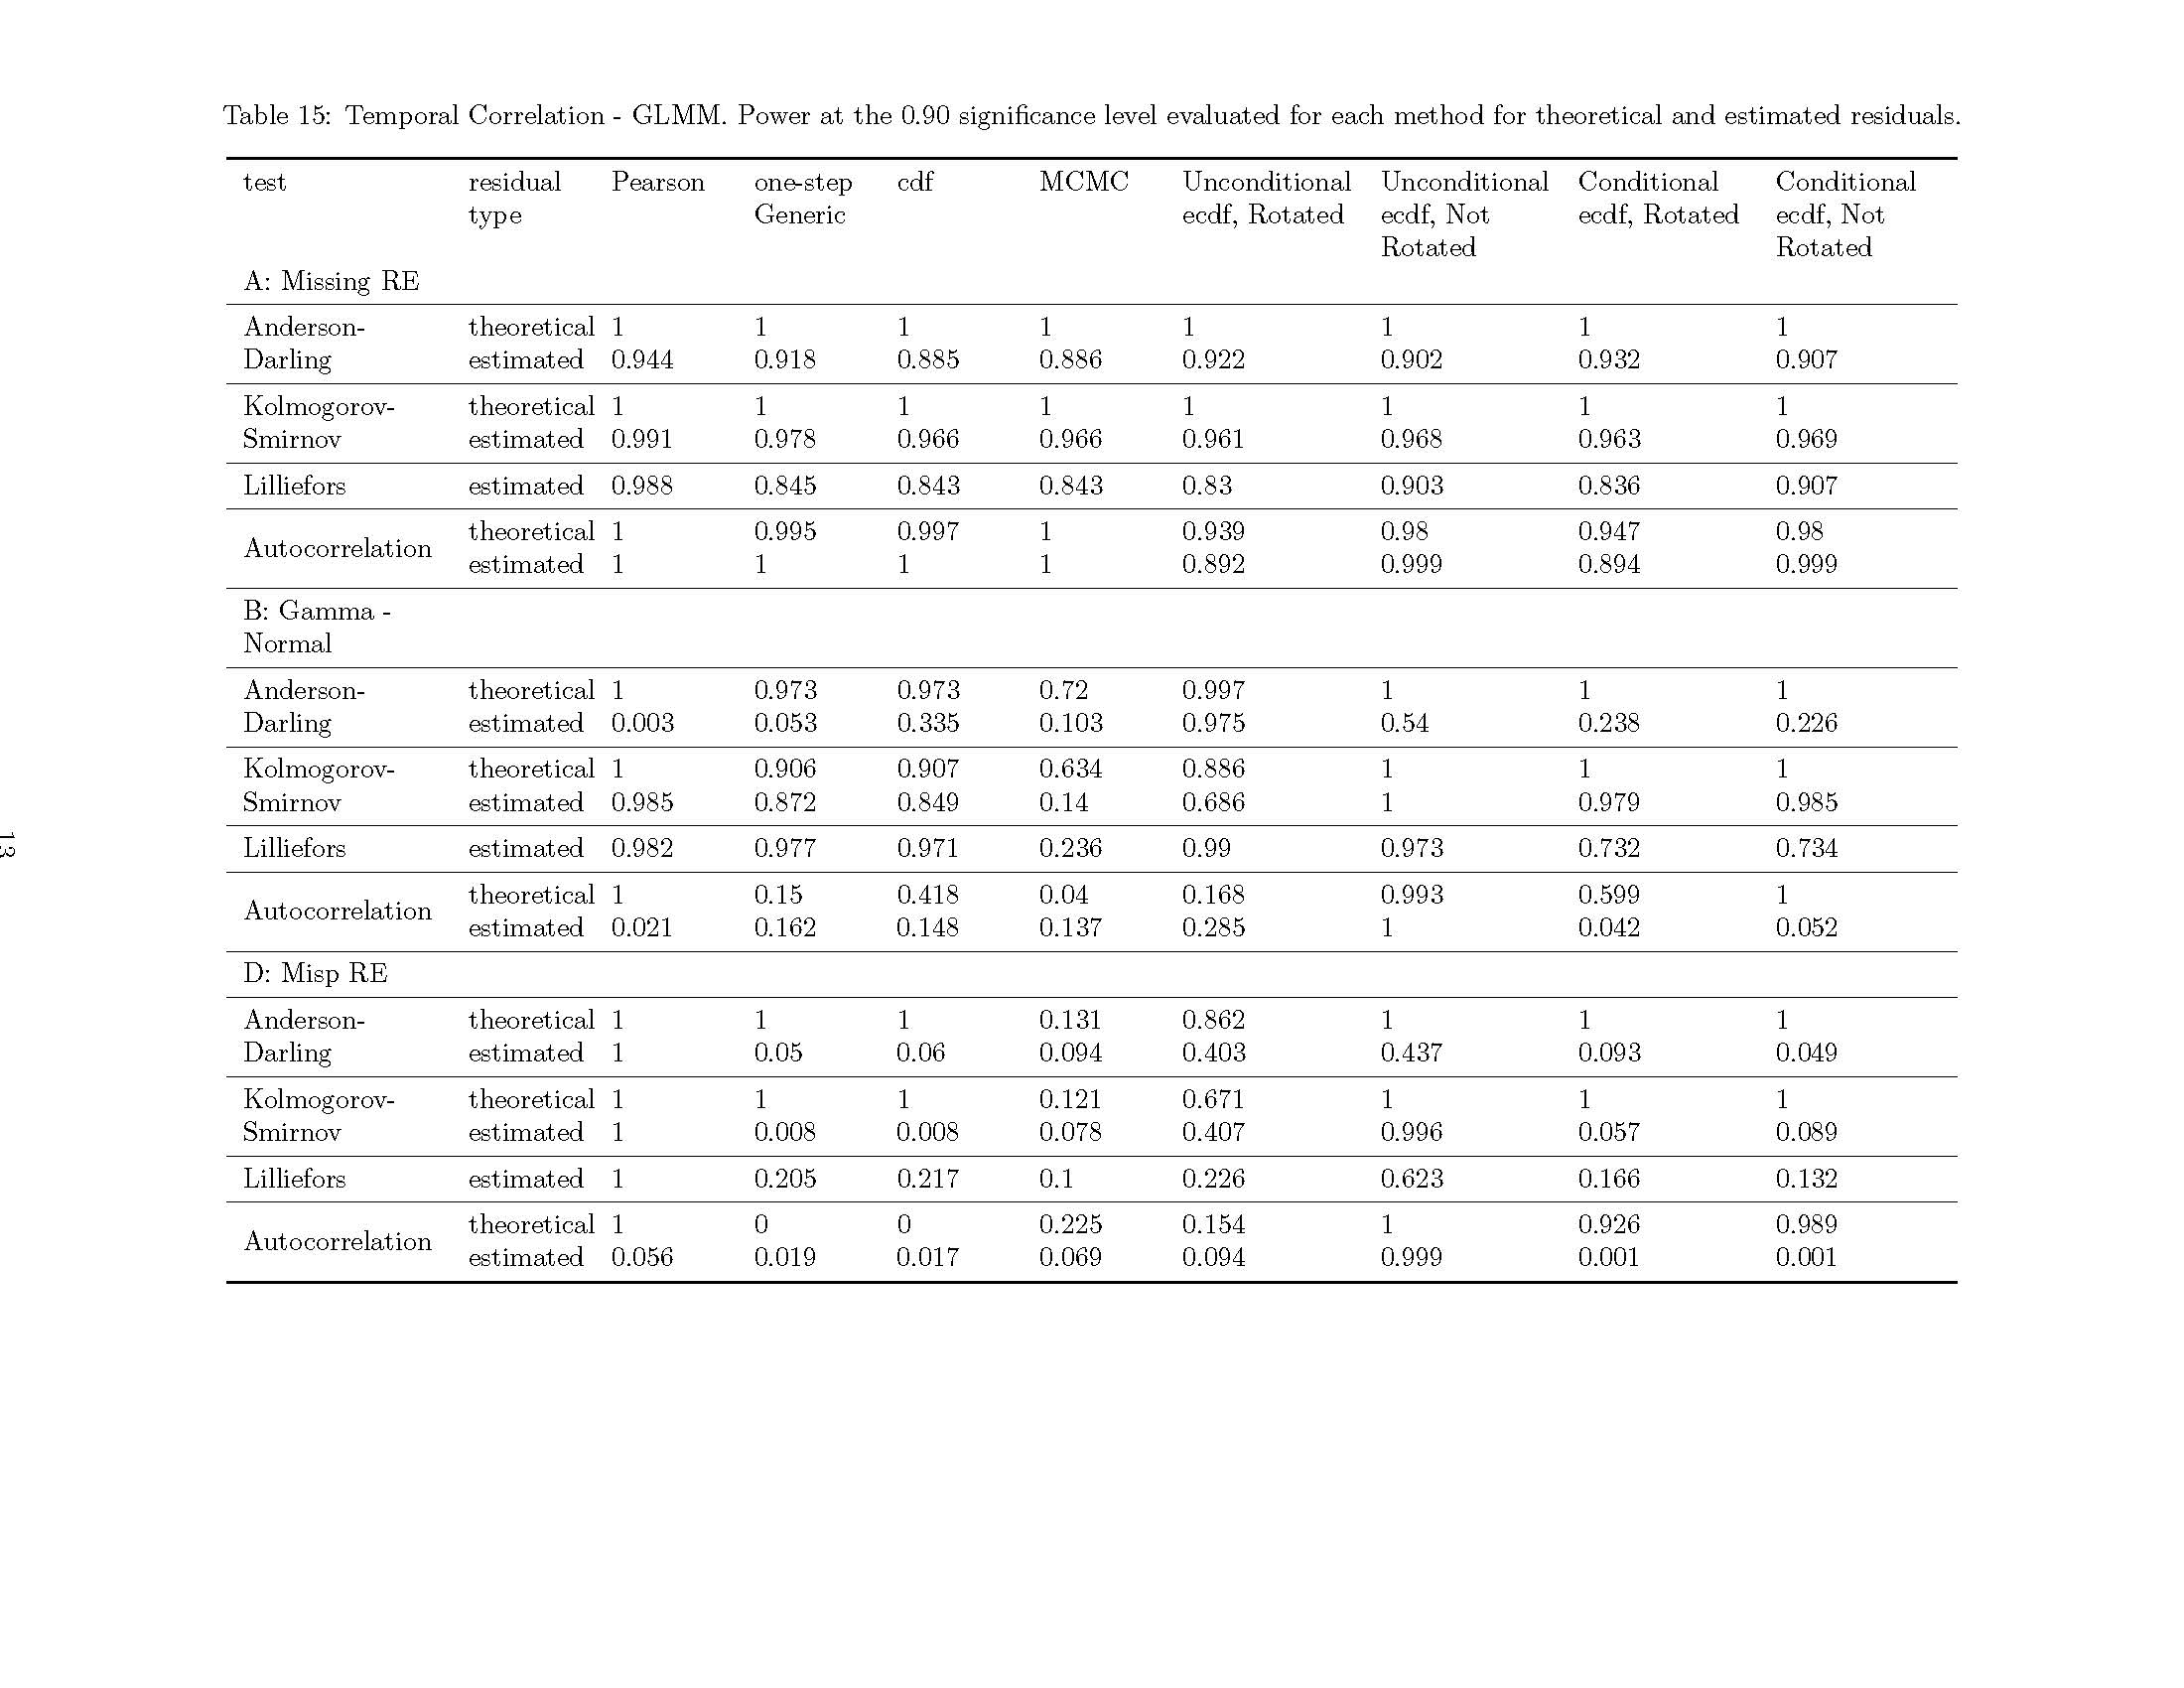 Table 15: Temporal Correlation - GLMM. Power at the 0.90 significance level evaluated for each method for theoretical and estimated residuals.
test residual Pearson one-step cdf MCMC Unconditional Unconditional Conditional Conditional
type Generic ecdf, Rotated ecdf, Not ecdf, Rotated ecdf, Not
Rotated Rotated
A: Missing RE
Anderson- theoretical 1 1 1 1 1 1 1 1
Darling estimated 0.944 0.918 0.885 0.886 0.922 0.902 0.932 0.907
Kolmogorov- theoretical 1 1 1 1 1 1 1 1
Smirnov estimated 0.991 0.978 0.966 0.966 0.961 0.968 0.963 0.969
Lilliefors estimated 0.988 0.845 0.843 0.843 0.83 0.903 0.836 0.907
Autocorrelation theoretical 1 0.995 0.997 1 0.939 0.98 0.947 0.98
estimated 1 1 1 1 0.892 0.999 0.894 0.999
B: Gamma -
Normal
Anderson- theoretical 1 0.973 0.973 0.72 0.997 1 1 1
Darling estimated 0.003 0.053 0.335 0.103 0.975 0.54 0.238 0.226
Kolmogorov- theoretical 1 0.906 0.907 0.634 0.886 1 1 1
Smirnov estimated 0.985 0.872 0.849 0.14 0.686 1 0.979 0.985
Lilliefors estimated 0.982 0.977 0.971 0.236 0.99 0.973 0.732 0.734
Autocorrelation theoretical 1 0.15 0.418 0.04 0.168 0.993 0.599 1
estimated 0.021 0.162 0.148 0.137 0.285 1 0.042 0.052
D: Misp RE
Anderson- theoretical 1 1 1 0.131 0.862 1 1 1
Darling estimated 1 0.05 0.06 0.094 0.403 0.437 0.093 0.049
Kolmogorov- theoretical 1 1 1 0.121 0.671 1 1 1
Smirnov estimated 1 0.008 0.008 0.078 0.407 0.996 0.057 0.089
Lilliefors estimated 1 0.205 0.217 0.1 0.226 0.623 0.166 0.132
Autocorrelation theoretical 1 0 0 0.225 0.154 1 0.926 0.989
estimated 0.056 0.019 0.017 0.069 0.094 0.999 0.001 0.001
13